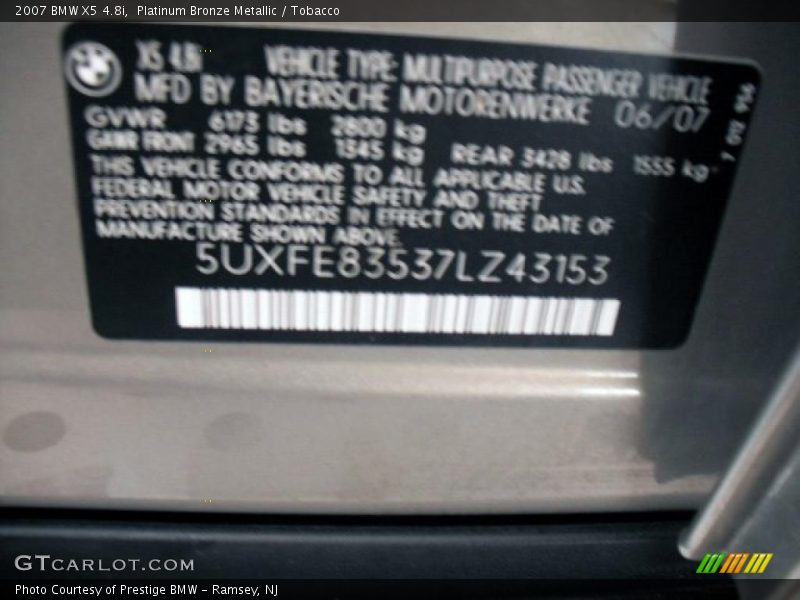 2007 BMW X5 4.8i, Platinum Bronze Metallic / Tobacco
BMW
X5 4.8i VEHICLE TYPE: MULTIPURPOSE PASSENGER VEHICLE
MFD BY BAYERISCHE MOTORENWERKE 06/07
GVWR 6173 lbs 2800 kg
GAWR FRONT 2965 lbs 1345 kg REAR 3428 lbs 1555 kg
THIS VEHICLE CONFORMS TO ALL APPLICABLE U.S.
FEDERAL MOTOR VEHICLE SAFETY AND THEFT
PREVENTION STANDARDS IN EFFECT ON THE DATE OF
MANUFACTURE SHOWN ABOVE.
5UXFE83537LZ43153
GTCARLOT.COM
Photo Courtesy of Prestige BMW - Ramsey, NJ